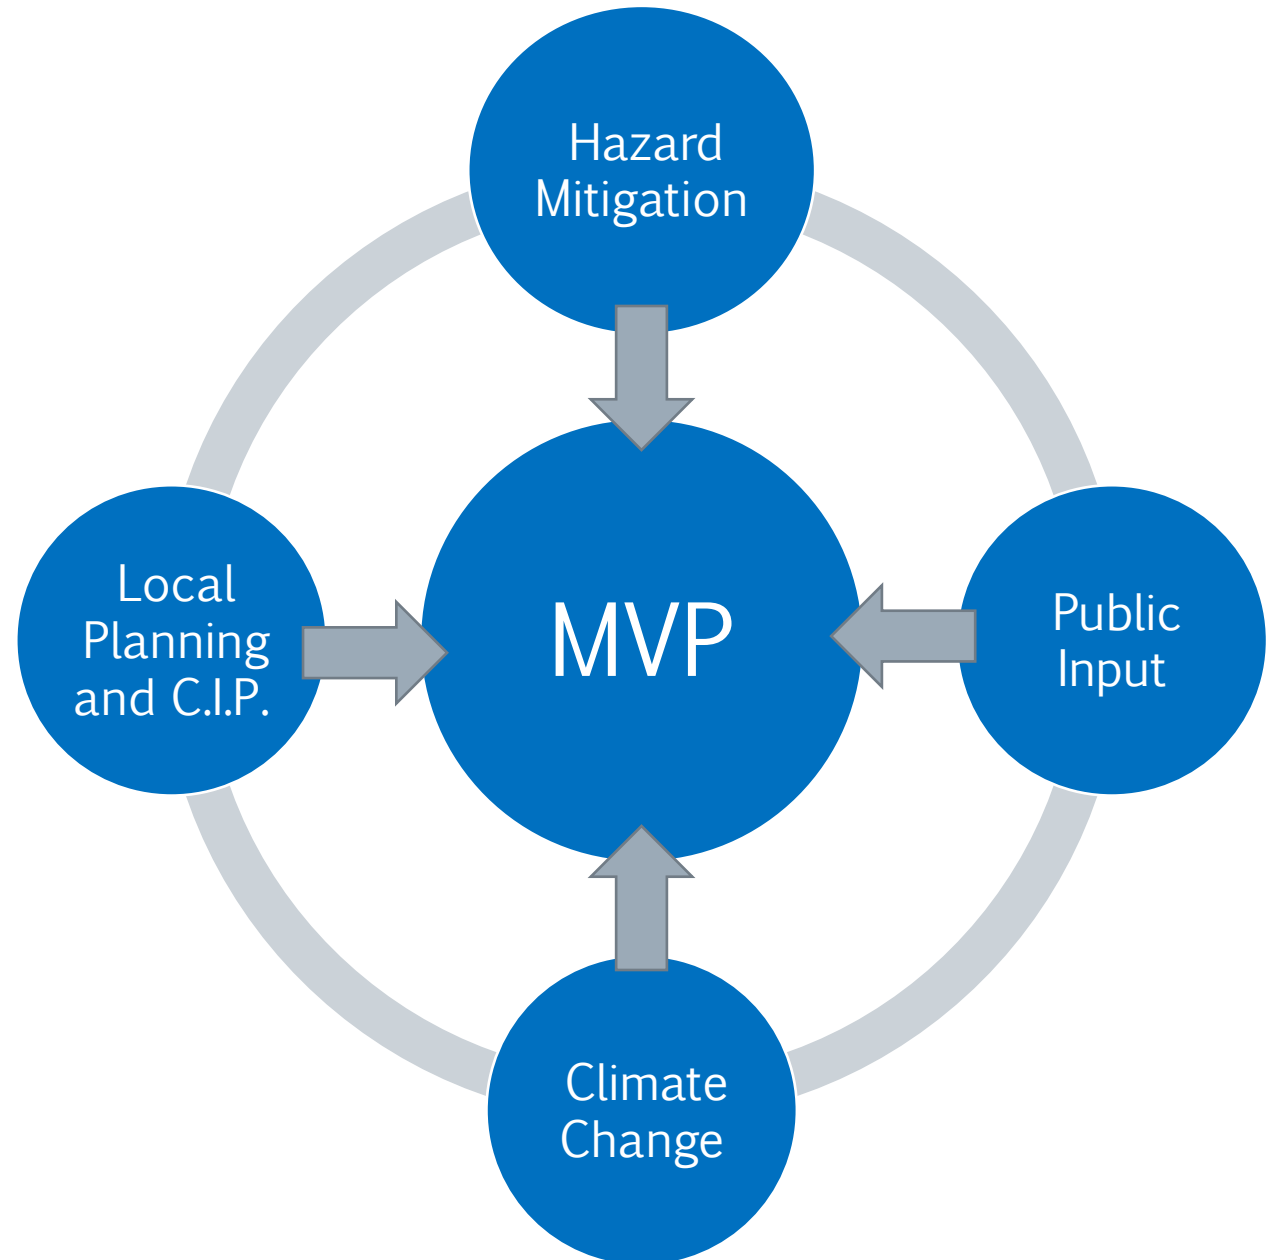 Hazard
Mitigation
Local
Planning
and C.I.P.
MVP
Public
Input
Climate
Change